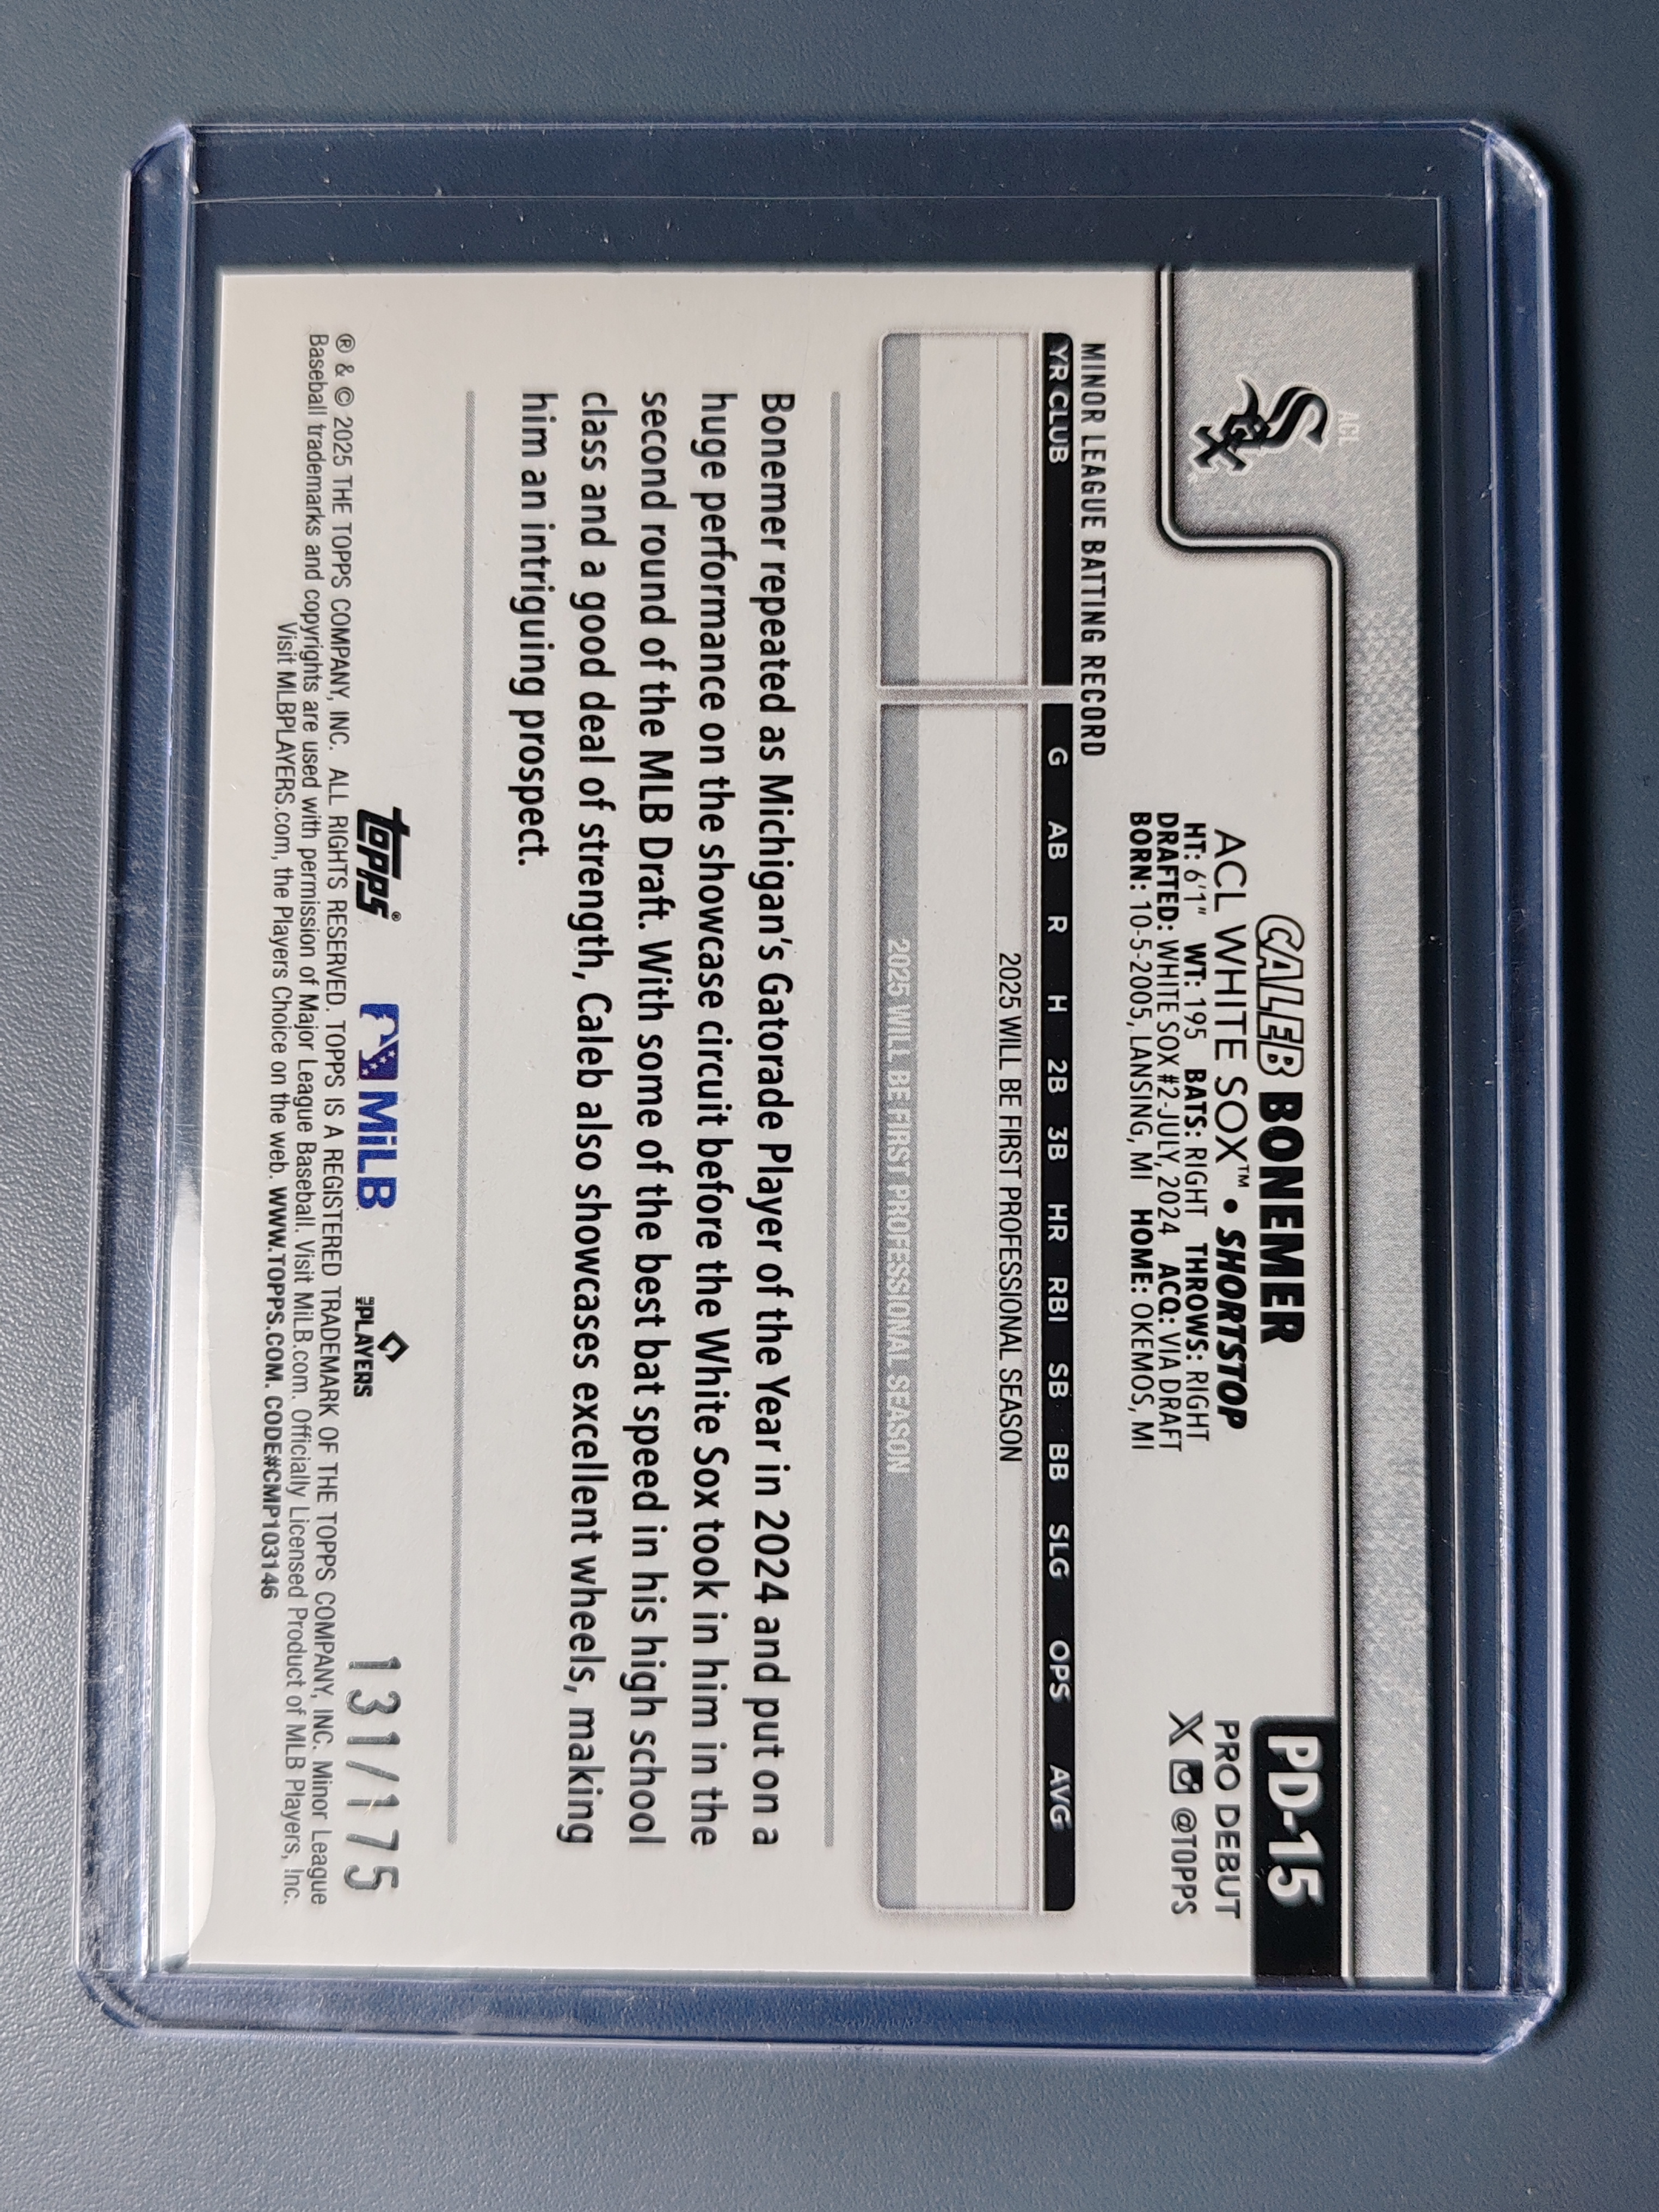 ACL
Sox
PD-15
PRO DEBUT
X @TOPPS
CALEB BONEMER
ACL WHITE SOX™ • SHORTSTOP
HT: 6'1" WT: 195 BATS: RIGHT THROWS: RIGHT
DRAFTED: WHITE SOX #2-JULY, 2024 ACQ: VIA DRAFT
BORN: 10-5-2005, LANSING, MI HOME: OKEMOS, MI
MINOR LEAGUE BATTING RECORD
YR CLUB G AB R H 2B 3B HR RBI SB BB SLG OPS AVG
2025 WILL BE FIRST PROFESSIONAL SEASON
2025 WILL BE FIRST PROFESSIONAL SEASON
Bonemer repeated as Michigan's Gatorade Player of the Year in 2024 and put on a
huge performance on the showcase circuit before the White Sox took in him in the
second round of the MLB Draft. With some of the best bat speed in his high school
class and a good deal of strength, Caleb also showcases excellent wheels, making
him an intriguing prospect.
topps® MiLB MLB PLAYERS 131/175
® & © 2025 THE TOPPS COMPANY, INC. ALL RIGHTS RESERVED. TOPPS IS A REGISTERED TRADEMARK OF THE TOPPS COMPANY, INC. Minor League
Baseball trademarks and copyrights are used with permission of Major League Baseball. Visit MiLB.com. Officially Licensed Product of MLB Players, Inc.
Visit MLBPLAYERS.com, the Players Choice on the web. WWW.TOPPS.COM. CODE#CMP103146